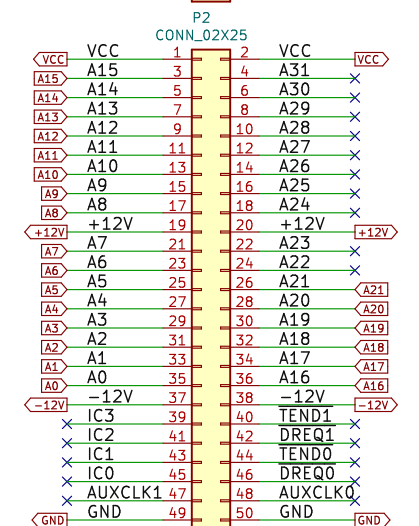 P2
CONN_02X25
VCC VCC 1 2 VCC VCC
A15 A15 3 4 A31
A14 A14 5 6 A30
A13 A13 7 8 A29
A12 A12 9 10 A28
A11 A11 11 12 A27
A10 A10 13 14 A26
A9 A9 15 16 A25
A8 A8 17 18 A24
+12V +12V 19 20 +12V +12V
A7 A7 21 22 A23
A6 A6 23 24 A22
A5 A5 25 26 A21 A21
A4 A4 27 28 A20 A20
A3 A3 29 30 A19 A19
A2 A2 31 32 A18 A18
A1 A1 33 34 A17 A17
A0 A0 35 36 A16 A16
-12V -12V 37 38 -12V -12V
IC3 39 40 TEND1
IC2 41 42 DREQ1
IC1 43 44 TEND0
IC0 45 46 DREQ0
AUXCLK1 47 48 AUXCLK0
GND GND 49 50 GND GND